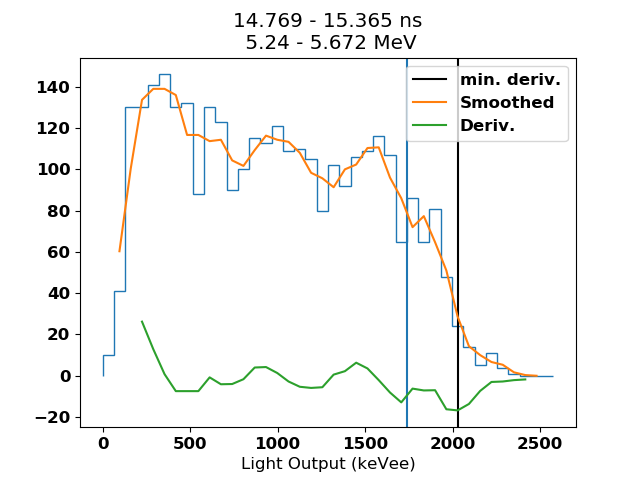 14.769 - 15.365 ns
5.24 - 5.672 MeV
min. deriv.
Smoothed
Deriv.
140
120
100
80
60
40
20
0
−20
0 500 1000 1500 2000 2500
Light Output (keVee)